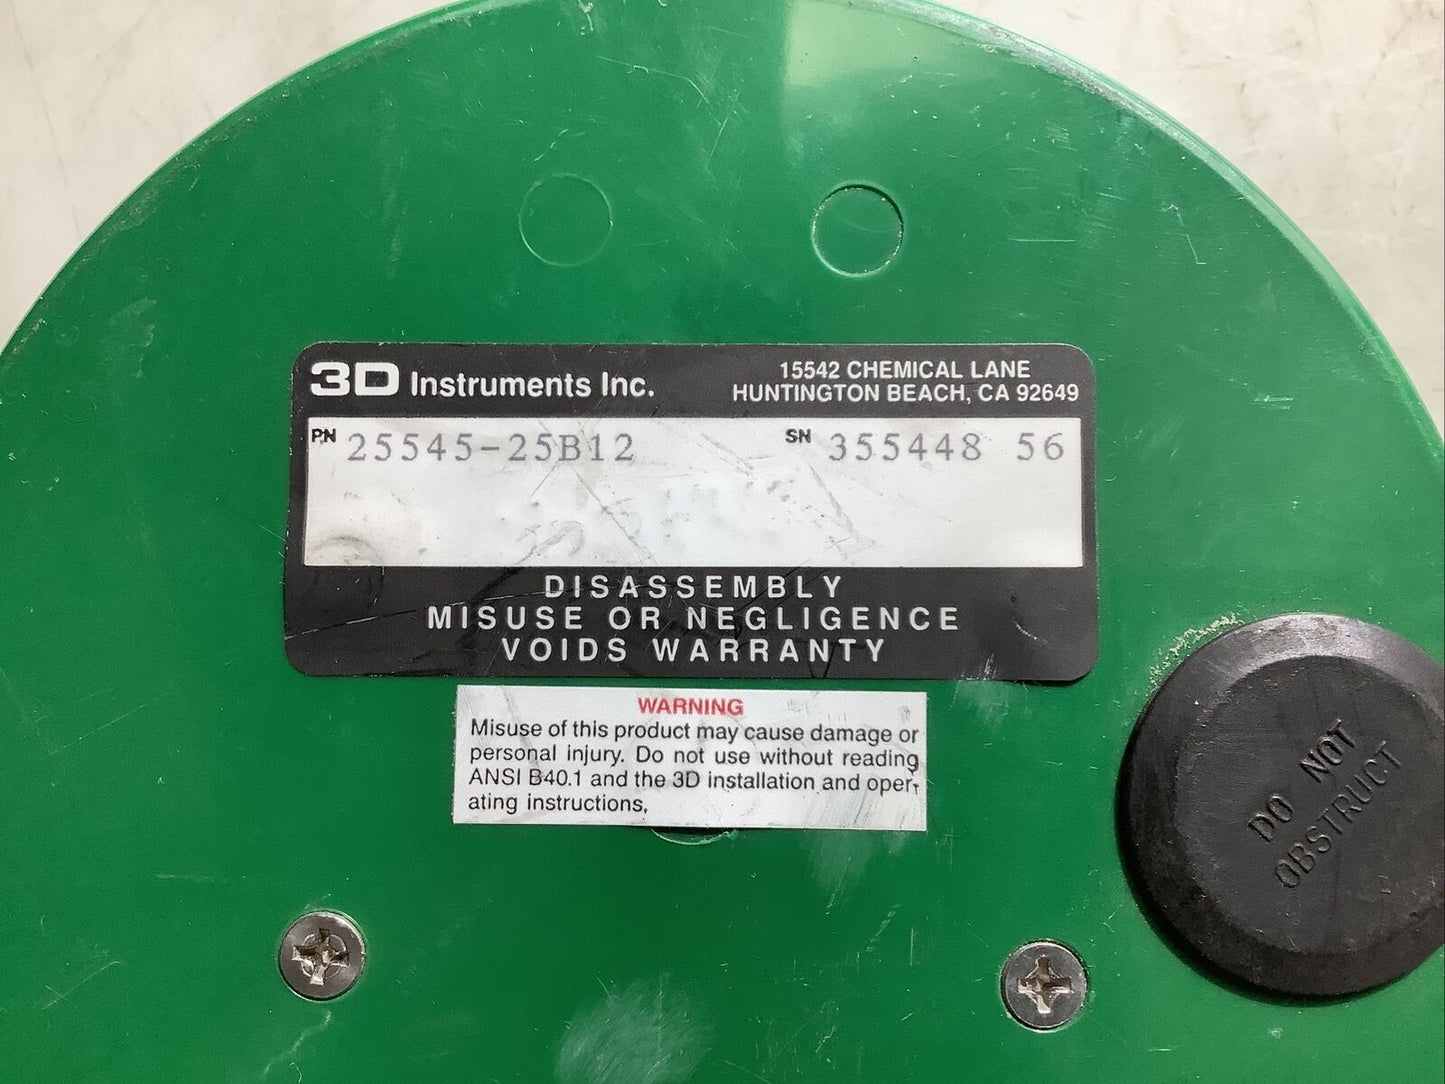 3D Instruments Inc.
15542 CHEMICAL LANE
HUNTINGTON BEACH, CA 92649
PN 25545-25B12
SN 355448 56
DISASSEMBLY
MISUSE OR NEGLIGENCE
VOIDS WARRANTY
WARNING
Misuse of this product may cause damage or
personal injury. Do not use without reading
ANSI B40.1 and the 3D installation and oper-
ating instructions.
DO NOT
OBSTRUCT